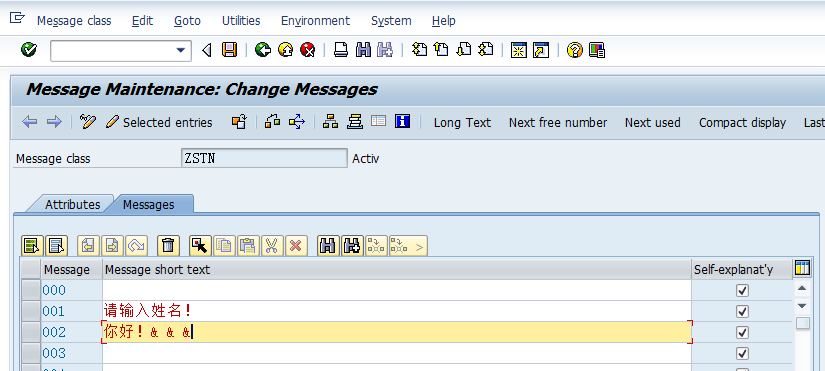 Message class Edit Goto Utilities Environment System Help
Message Maintenance: Change Messages
Selected entries Long Text Next free number Next used Compact display Last
Message class ZSTN Activ
Attributes Messages
Message Message short text Self-explanat'y
000
001 请输入姓名!
002 你好!& & &
003